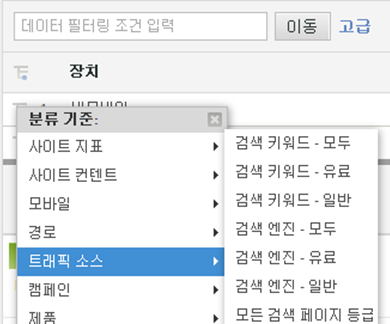 데이터 필터링 조건 입력
이동
고급
장치
분류 기준:
사이트 지표
사이트 컨텐트
모바일
경로
트래픽 소스
캠페인
제품
검색 키워드 - 모두
검색 키워드 - 유료
검색 키워드 - 일반
검색 엔진 - 모두
검색 엔진 - 유료
검색 엔진 - 일반
모든 검색 페이지 등급